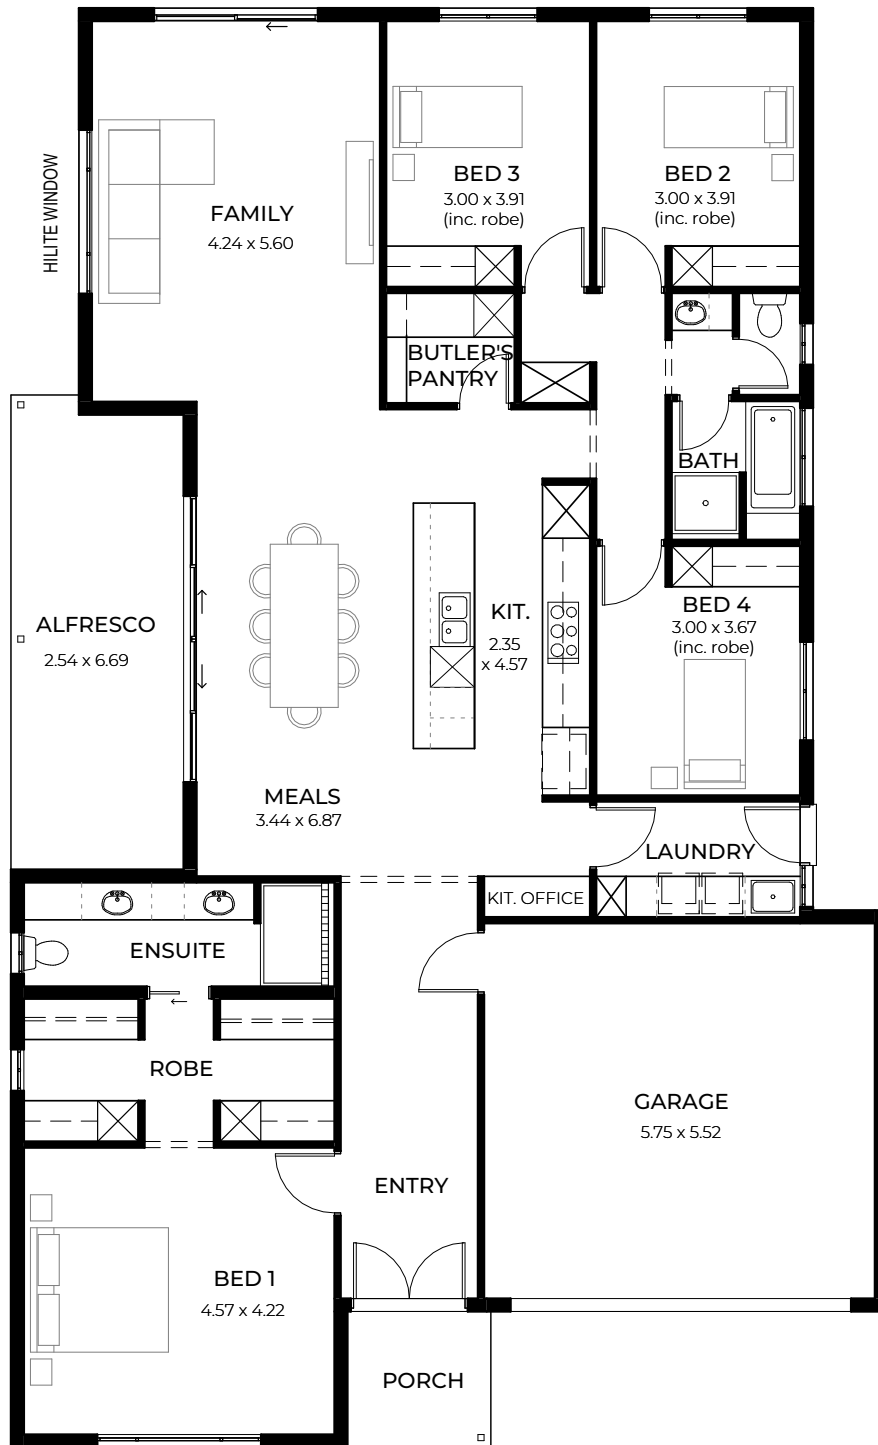 BED 3
3.00 x 3.91
(inc. robe)
BED 2
3.00 x 3.91
(inc. robe)
HILITE WINDOW
FAMILY
4.24 x 5.60
BUTLER'S
PANTRY
BATH
ALFRESCO
2.54 x 6.69
KIT.
2.35
x 4.57
BED 4
3.00 x 3.67
(inc. robe)
MEALS
3.44 x 6.87
LAUNDRY
KIT. OFFICE
ENSUITE
ROBE
GARAGE
5.75 x 5.52
ENTRY
BED 1
4.57 x 4.22
PORCH